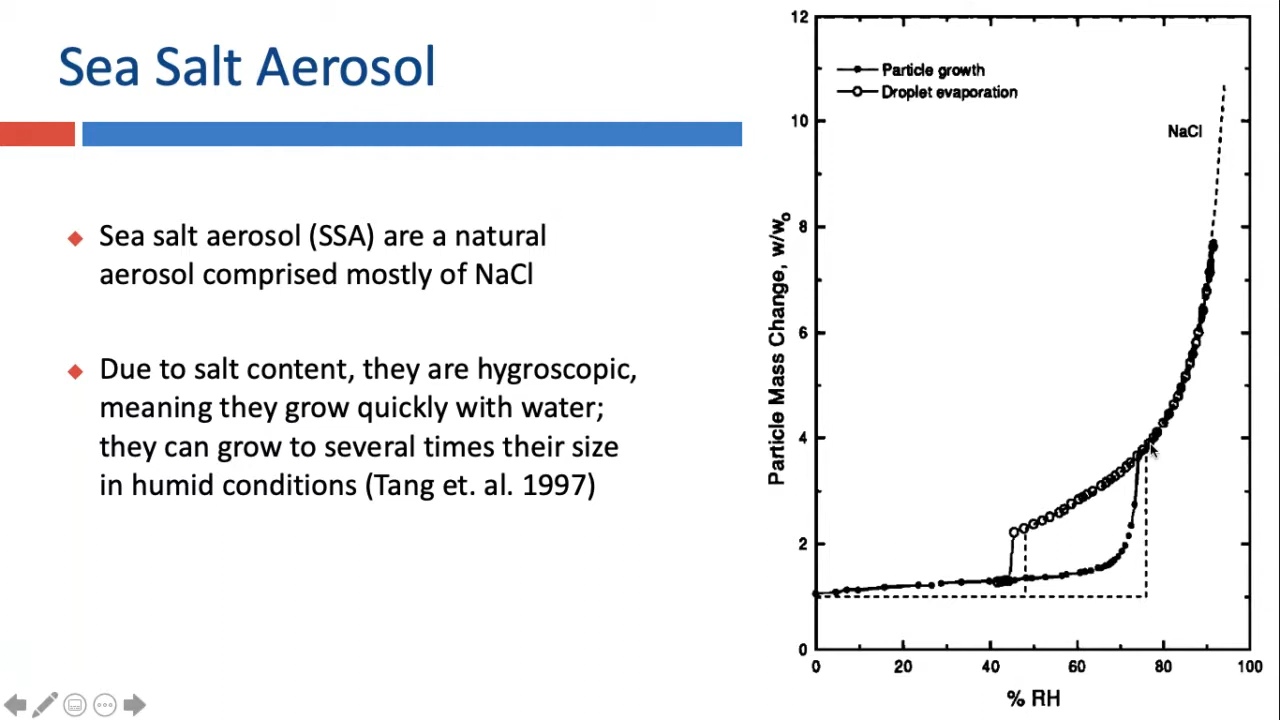 Sea Salt Aerosol
Sea salt aerosol (SSA) are a natural
aerosol comprised mostly of NaCl
Due to salt content, they are hygroscopic,
meaning they grow quickly with water;
they can grow to several times their size
in humid conditions (Tang et. al. 1997)
Particle growth
Droplet evaporation
NaCl
Particle Mass Change, w/wo
12
10
8
6
4
2
0
0 20 40 60 80 100
% RH